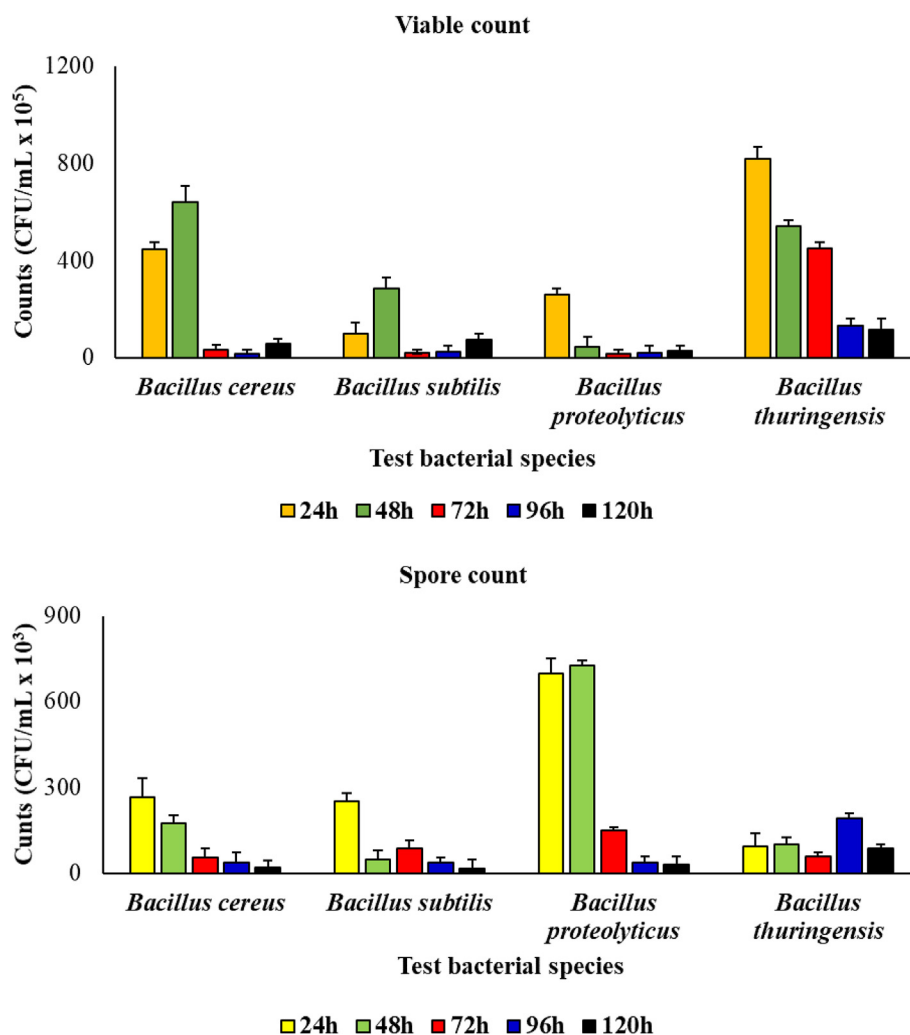 Viable count
1200
800
400
0
Counts (CFU/mL x 10⁵)
Bacillus cereus
Bacillus subtilis
Bacillus
proteolyticus
Bacillus
thuringensis
Test bacterial species
24h 48h 72h 96h 120h
Spore count
900
600
300
0
Cunts (CFU/mL x 10³)
Bacillus cereus
Bacillus subtilis
Bacillus
proteolyticus
Bacillus
thuringensis
Test bacterial species
24h 48h 72h 96h 120h